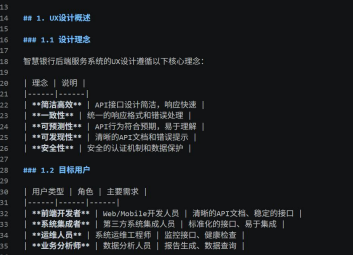 13
14 ## 1. UX设计概述
15
16 ### 1.1 设计理念
17
18 智慧银行后端服务系统的UX设计遵循以下核心理念:
19
20 | 理念 | 说明 |
21 |------|------|
22 | **简洁高效** | API接口设计简洁，响应快速 |
23 | **一致性** | 统一的响应格式和错误处理 |
24 | **可预测性** | API行为符合预期，易于理解 |
25 | **可发现性** | 清晰的API文档和错误提示 |
26 | **安全性** | 安全的认证机制和数据保护 |
27
28 ### 1.2 目标用户
29
30 | 用户类型 | 角色 | 主要需求 |
31 |------|------|------|
32 | **前端开发者** | Web/Mobile开发人员 | 清晰的API文档、稳定的接口 |
33 | **系统集成者** | 第三方系统集成人员 | 标准化的接口、易于集成 |
34 | **运维人员** | 系统运维工程师 | 监控接口、健康检查 |
35 | **业务分析师** | 数据分析人员 | 报告生成、数据查询 |